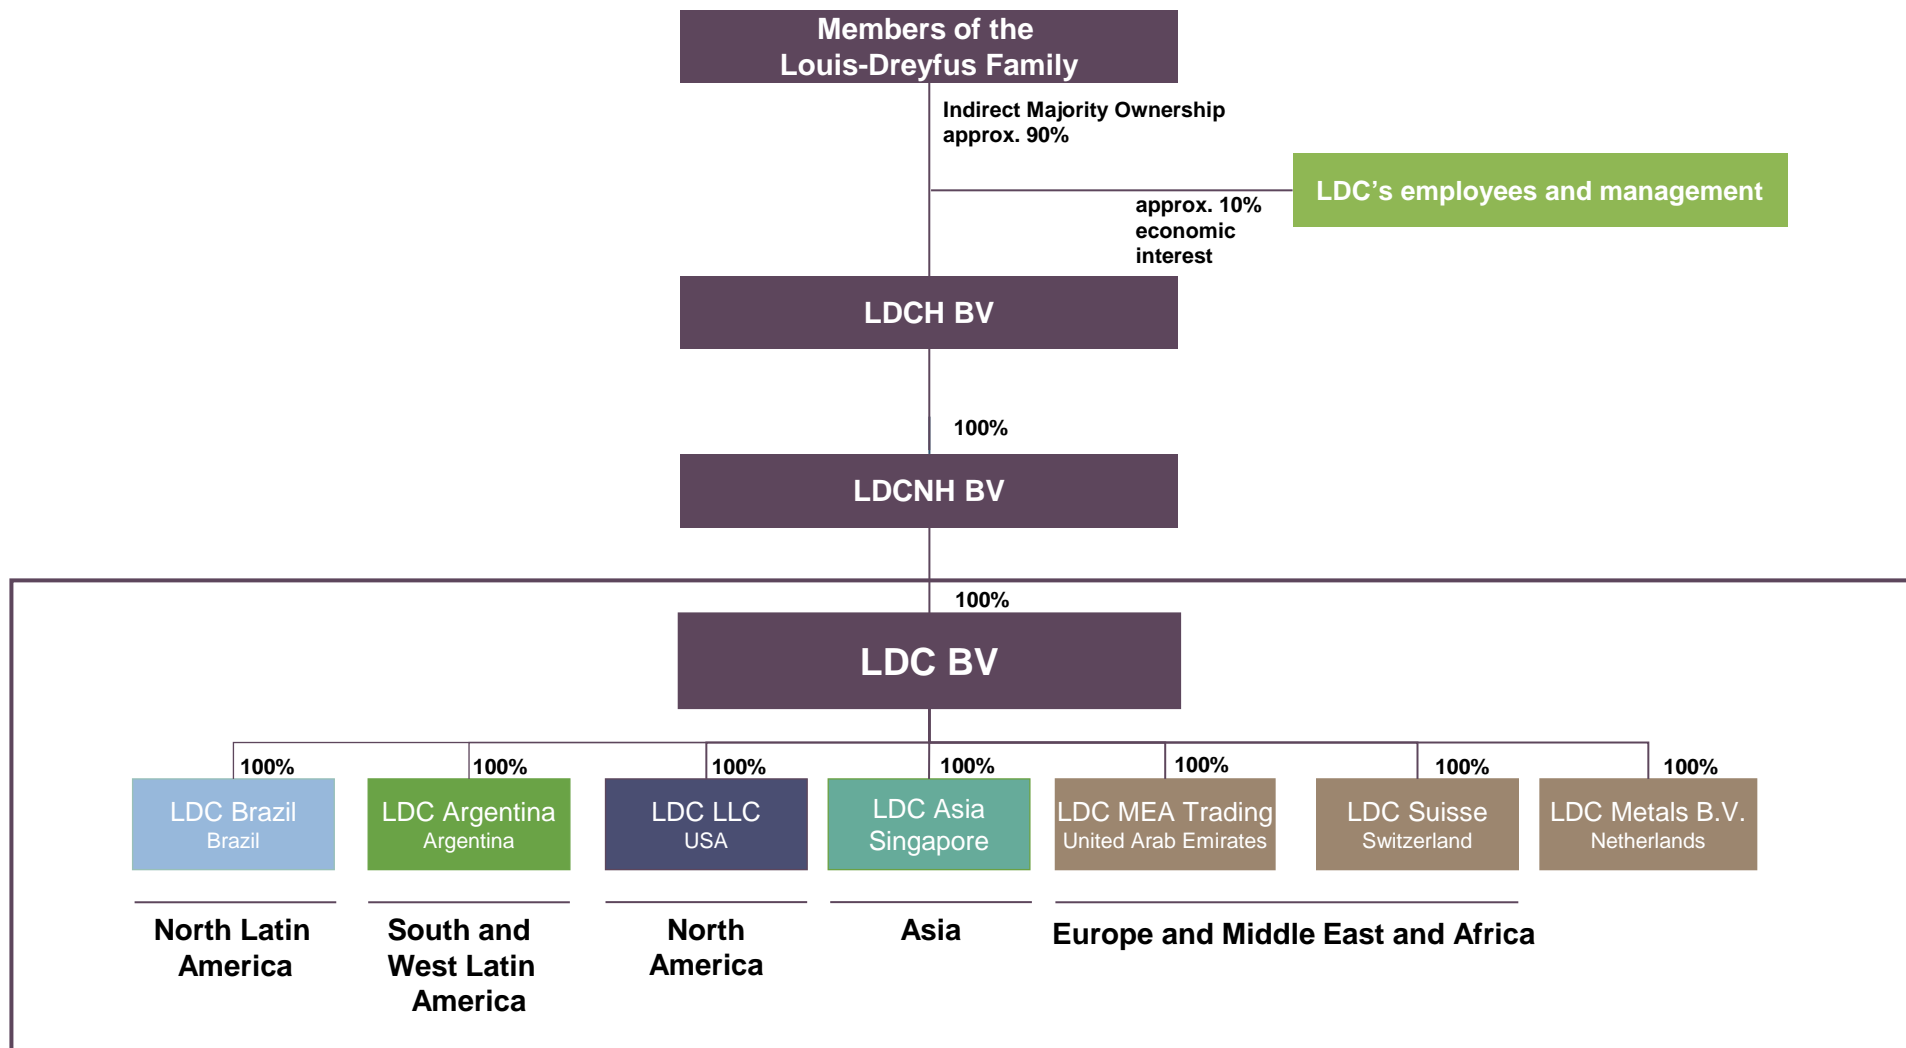 Members of the
Louis-Dreyfus Family
Indirect Majority Ownership
approx. 90%
LDC’s employees and management
approx. 10%
economic
interest
LDCH BV
100%
LDCNH BV
100%
LDC BV
100%
100%
100%
100%
100%
100%
100%
LDC Brazil
Brazil
LDC Argentina
Argentina
LDC LLC
USA
LDC Asia
Singapore
LDC MEA Trading
United Arab Emirates
LDC Suisse
Switzerland
LDC Metals B.V.
Netherlands
North Latin
America
South and
West Latin
America
North
America
Asia
Europe and Middle East and Africa